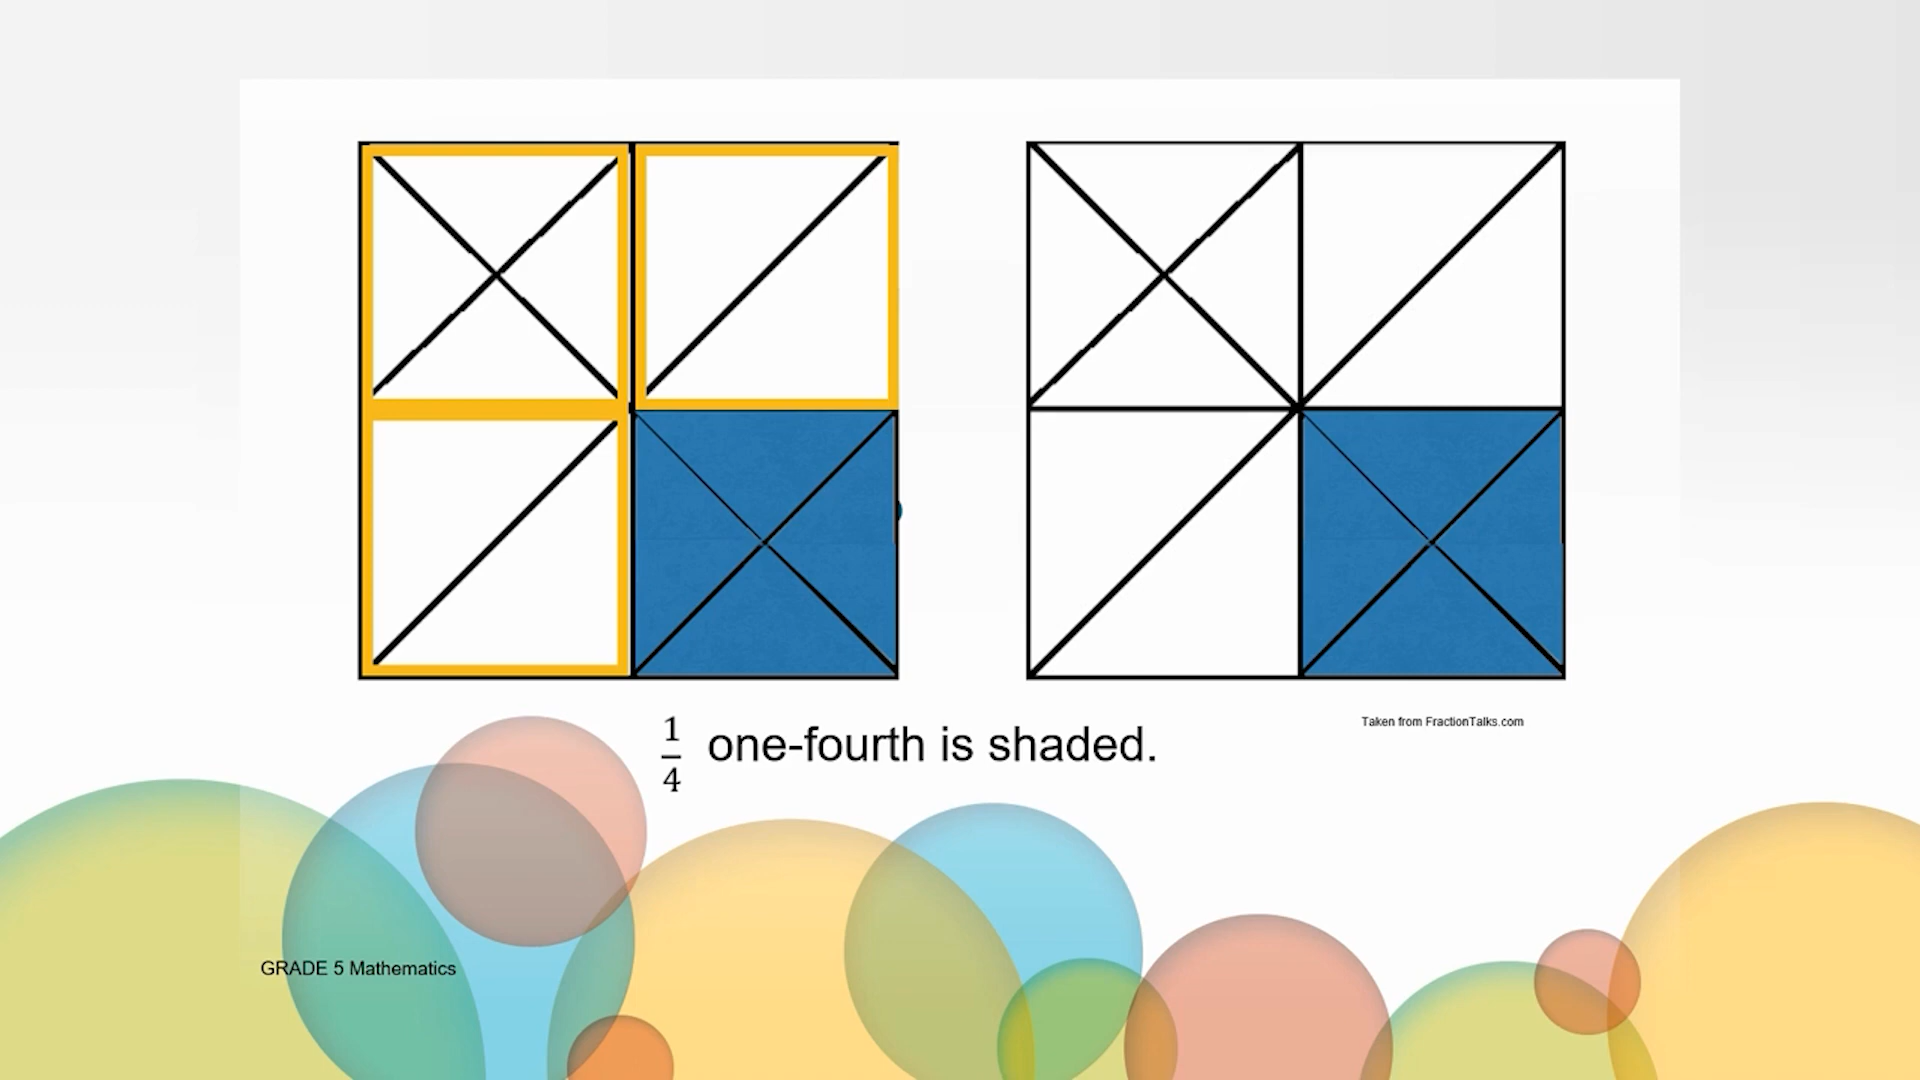 1/4 one-fourth is shaded.
Taken from FractionTalks.com
GRADE 5 Mathematics